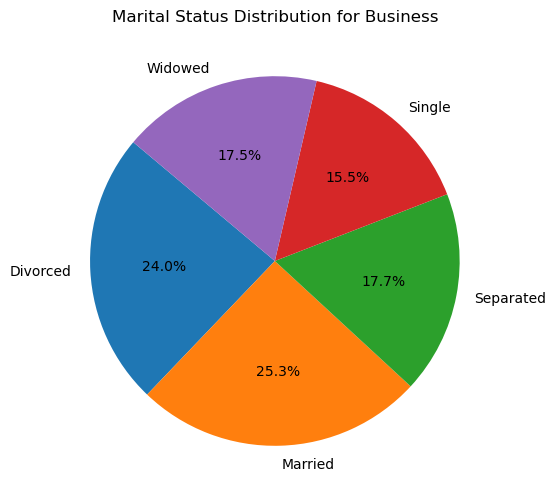 Marital Status Distribution for Business
Widowed
Single
17.5%
15.5%
Divorced
24.0%
17.7%
Separated
25.3%
Married